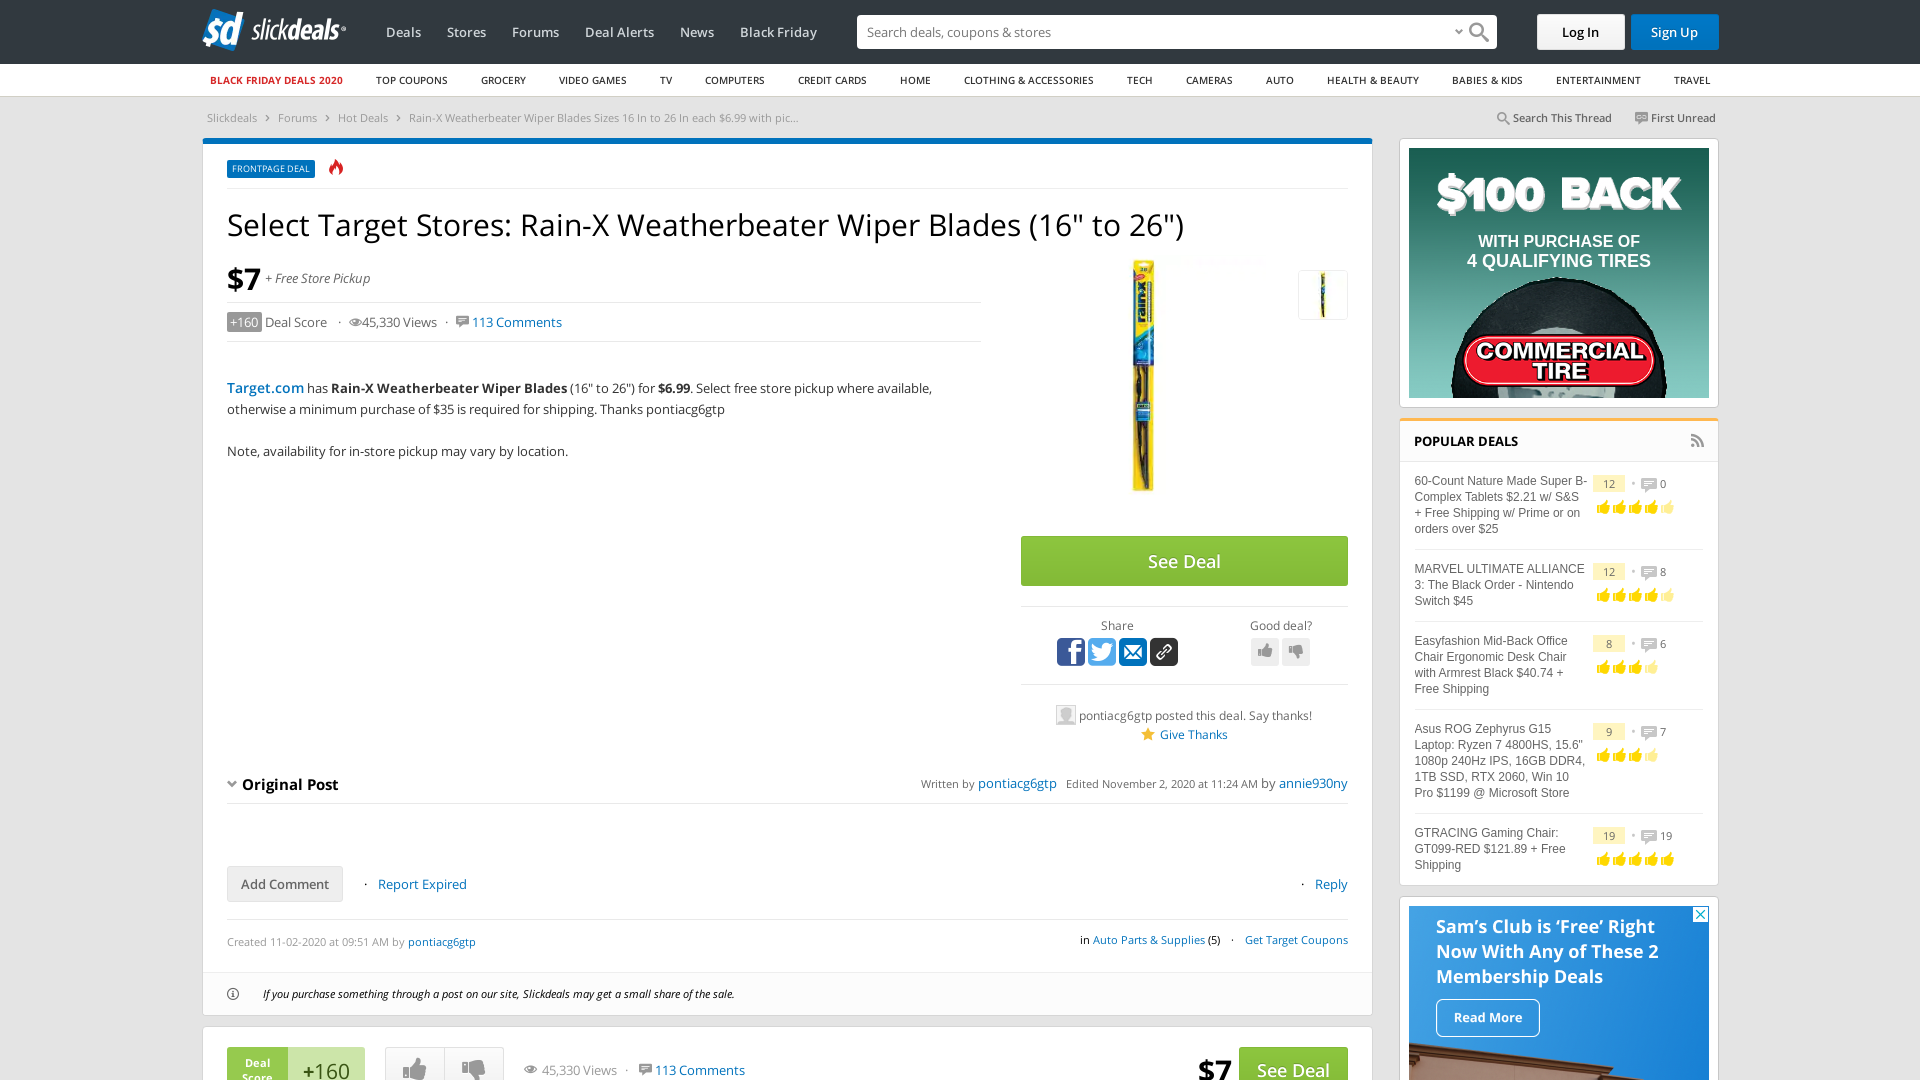 $d slickdeals
Deals
Stores
Forums
Deal Alerts
News
Black Friday
Search deals, coupons & shops
Log In
Sign Up
BLACK FRIDAY DEALS 2020
TOP COUPONS
GROCERY
VIDEO GAMES
TV
COMPUTERS
CREDIT CARDS
HOME
CLOTHING & ACCESSORIES
TECH
CAMERAS
AUTO
HEALTH & BEAUTY
BABIES & KIDS
ENTERTAINMENT
TRAVEL
Slickdeals > Forums > Hot Deals > Rain-X Weatherbeater Wiper Blades Sizes 16 In to 26 In each $6.99 with pic...
Search This Thread
First Unread
FRONTPAGE DEAL
Select Target Stores: Rain-X Weatherbeater Wiper Blades (16" to 26")
$7 + Free Store Pickup
+160 Deal Score · 45,330 Views · 113 Comments
Target.com has Rain-X Weatherbeater Wiper Blades (16" to 26") for $6.99. Select free store pickup where available,
otherwise a minimum purchase of $35 is required for shipping. Thanks pontiacg6gtp
Note, availability for in-store pickup may vary by location.
rain-x
See Deal
Share
Good deal?
pontiacg6gtp posted this deal. Say thanks!
Give Thanks
Original Post
Written by pontiacg6gtp Edited November 2, 2020 at 11:24 AM by annie930ny
Add Comment · Report Expired
· Reply
Created 11-02-2020 at 09:51 AM by pontiacg6gtp
in Auto Parts & Supplies (5) · Get Target Coupons
If you purchase something through a post on our site, Slickdeals may get a small share of the sale.
Deal
Score
+160
45,330 Views · 113 Comments
$7
See Deal
$100 BACK
WITH PURCHASE OF
4 QUALIFYING TIRES
COMMERCIAL
TIRE
POPULAR DEALS
60-Count Nature Made Super B-
Complex Tablets $2.21 w/ S&S
+ Free Shipping w/ Prime or on
orders over $25
12 · 0
MARVEL ULTIMATE ALLIANCE
3: The Black Order - Nintendo
Switch $45
12 · 8
Easyfashion Mid-Back Office
Chair Ergonomic Desk Chair
with Armrest Black $40.74 +
Free Shipping
8 · 6
Asus ROG Zephyrus G15
Laptop: Ryzen 7 4800HS, 15.6"
1080p 240Hz IPS, 16GB DDR4,
1TB SSD, RTX 2060, Win 10
Pro $1199 @ Microsoft Store
9 · 7
GTRACING Gaming Chair:
GT099-RED $121.89 + Free
Shipping
19 · 19
Sam's Club is 'Free' Right
Now With Any of These 2
Membership Deals
Read More